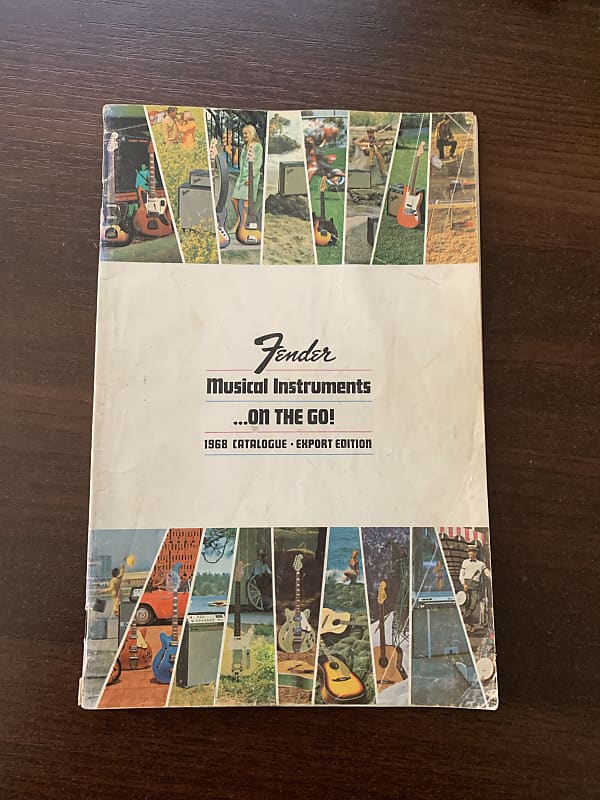 Fender
Musical Instruments
...ON THE GO!
1968 CATALOGUE • EXPORT EDITION